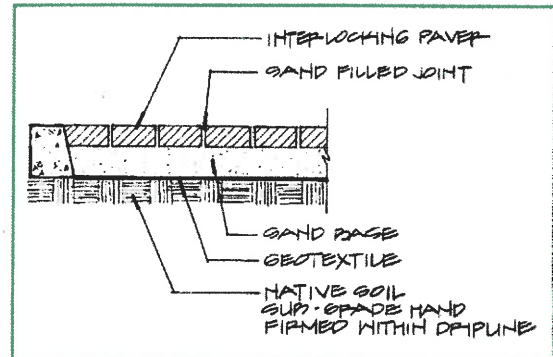 INTERLOCKING PAVER
SAND FILLED JOINT
SAND BASE
GEOTEXTILE
NATIVE SOIL
SUB-GRADE HAND
FIRMED WITHIN DRIPLINE